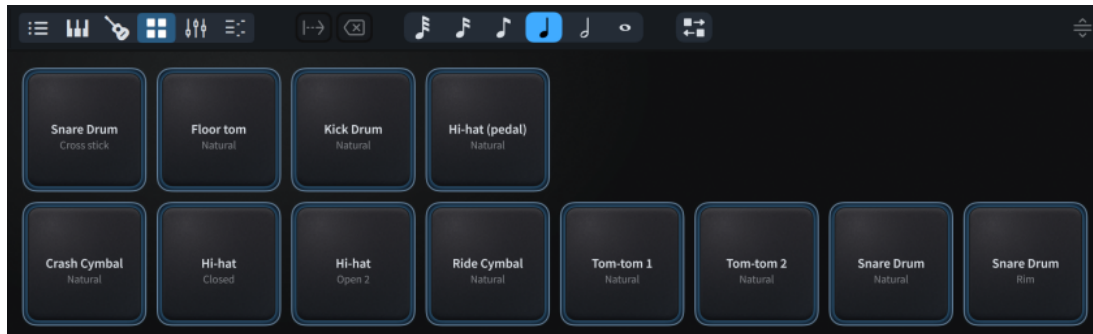 Snare Drum
Cross stick
Floor tom
Natural
Kick Drum
Natural
Hi-hat (pedal)
Natural
Crash Cymbal
Natural
Hi-hat
Closed
Hi-hat
Open 2
Ride Cymbal
Natural
Tom-tom 1
Natural
Tom-tom 2
Natural
Snare Drum
Natural
Snare Drum
Rim